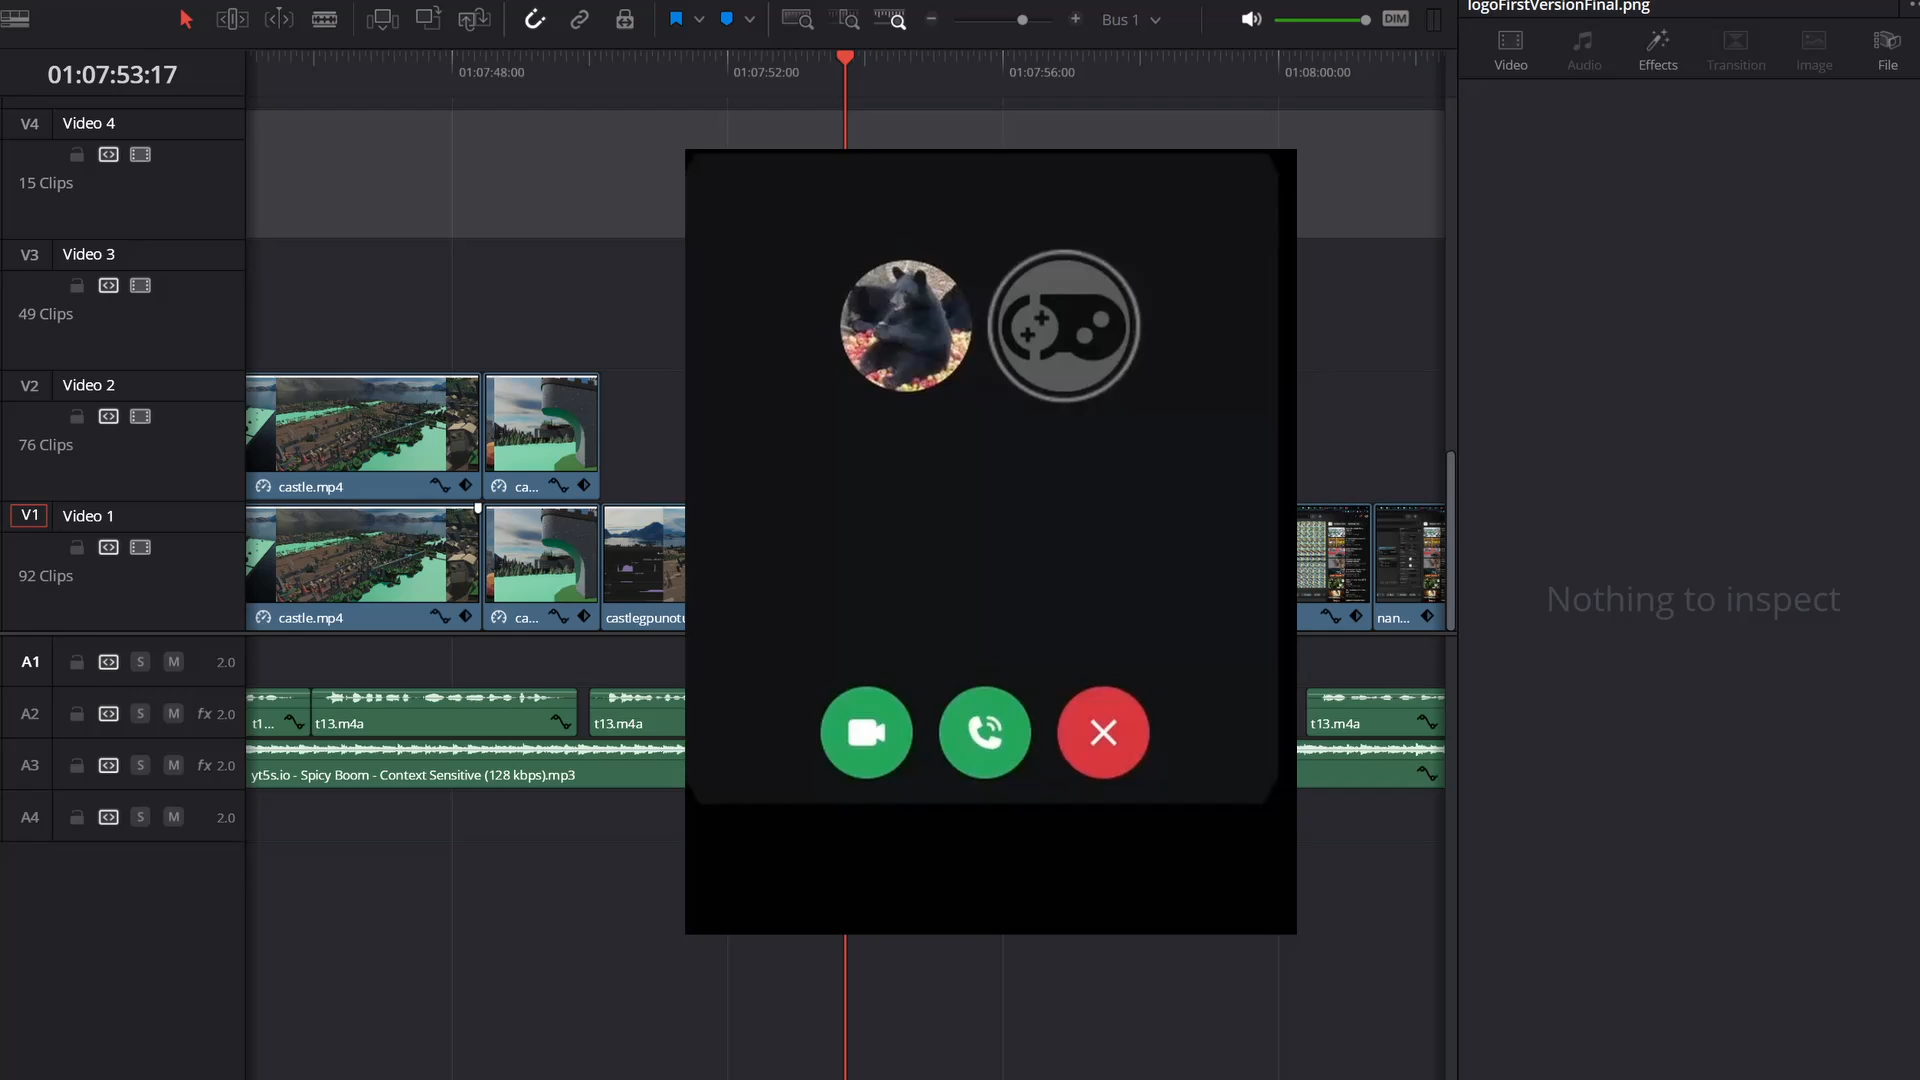 logoFirstVersionFinal.png
Bus 1
DIM
Video
Audio
Effects
Transition
Image
File
01:07:53:17
01:07:48:00
01:07:52:00
01:07:56:00
01:08:00:00
V4 Video 4
15 Clips
V3 Video 3
49 Clips
V2 Video 2
76 Clips
castle.mp4
ca...
V1 Video 1
92 Clips
castle.mp4
ca...
castlegpunotu
nan...
Nothing to inspect
A1 S M 2.0
A2 S M fx 2.0
t1...
t13.m4a
t13.m4a
t13.m4a
A3 S M fx 2.0
yt5s.io - Spicy Boom - Context Sensitive (128 kbps).mp3
A4 S M 2.0